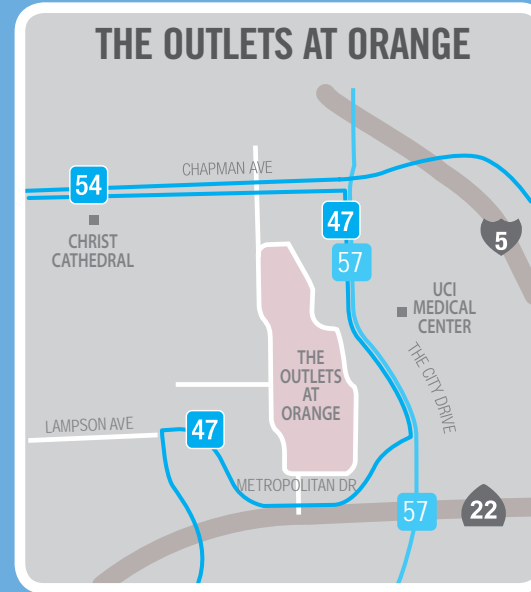 THE OUTLETS AT ORANGE
CHAPMAN AVE
54
47
CHRIST
CATHEDRAL
57
5
UCI
MEDICAL
CENTER
THE
OUTLETS
AT
ORANGE
THE CITY DRIVE
LAMPSON AVE
47
METROPOLITAN DR
57
22